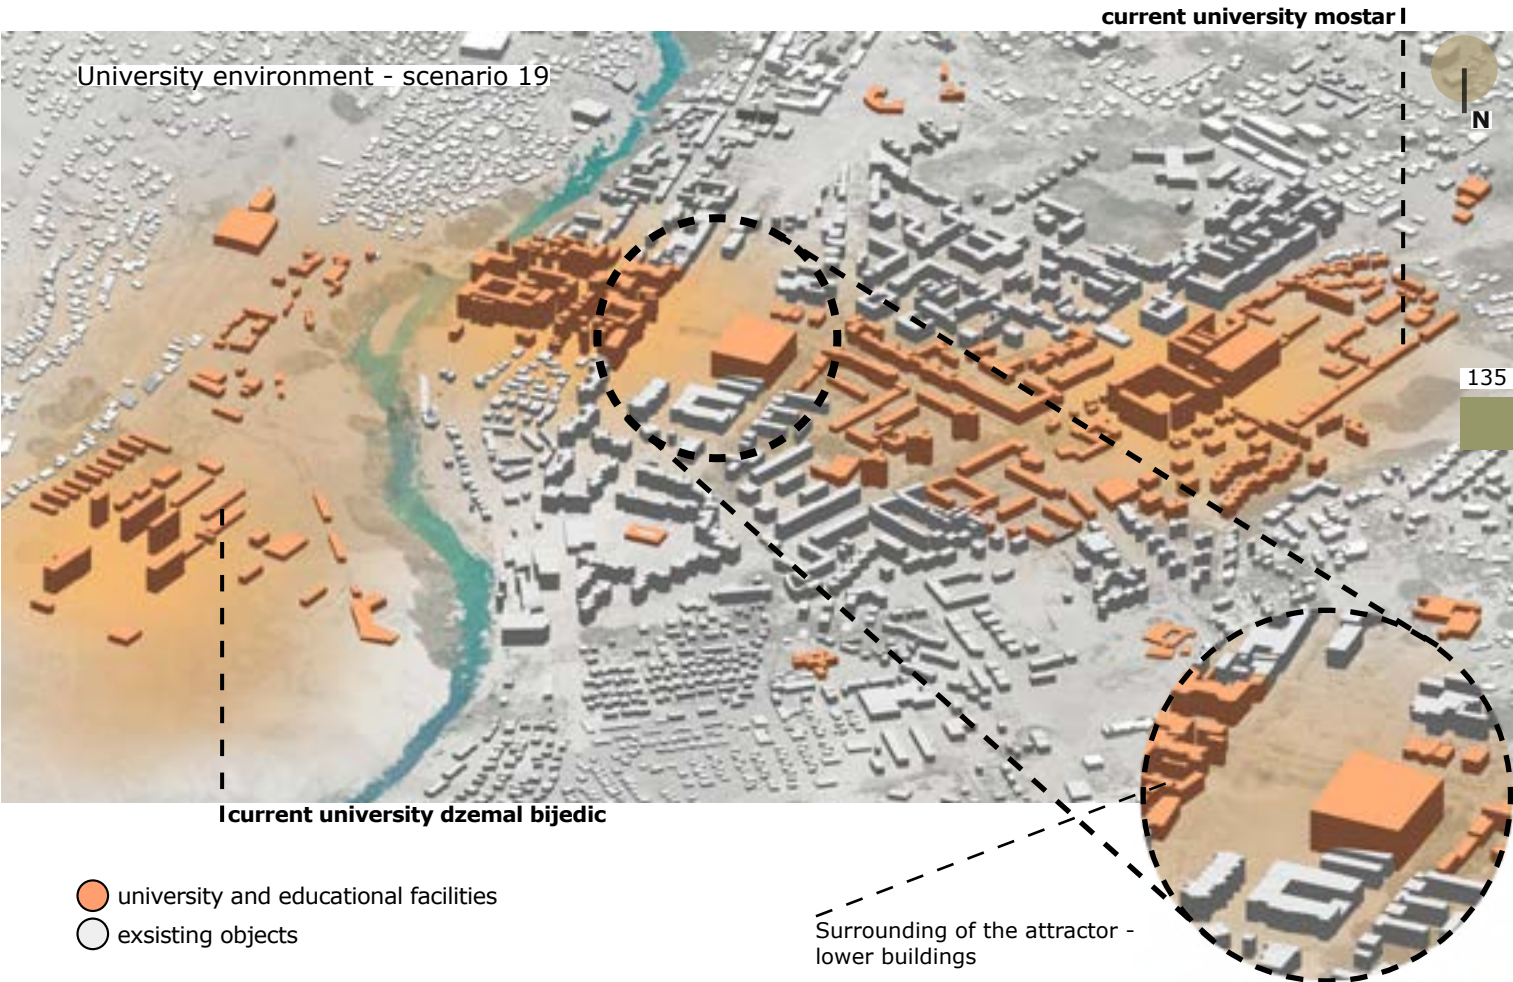 current university mostar
University environment - scenario 19
N
135
current university dzemal bijedic
university and educational facilities
exsisting objects
Surrounding of the attractor -
lower buildings